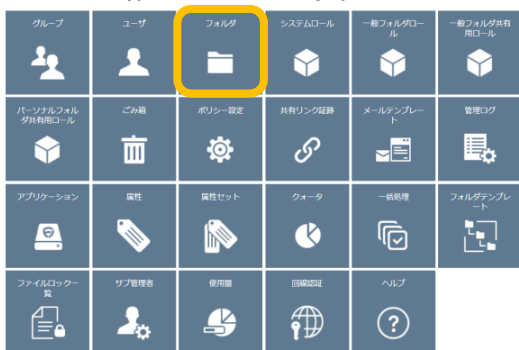 グループ
ユーザ
フォルダ
システムロール
一般フォルダロー
ル
一般フォルダ共有
用ロール
パーソナルフォル
ダ共有用ロール
ごみ箱
ポリシー設定
共有リンク証跡
メールテンプレー
ト
管理ログ
アプリケーション
属性
属性セット
クォータ
一括処理
フォルダテンプレ
ート
ファイルロック一
覧
サブ管理者
使用量
回線認証
ヘルプ